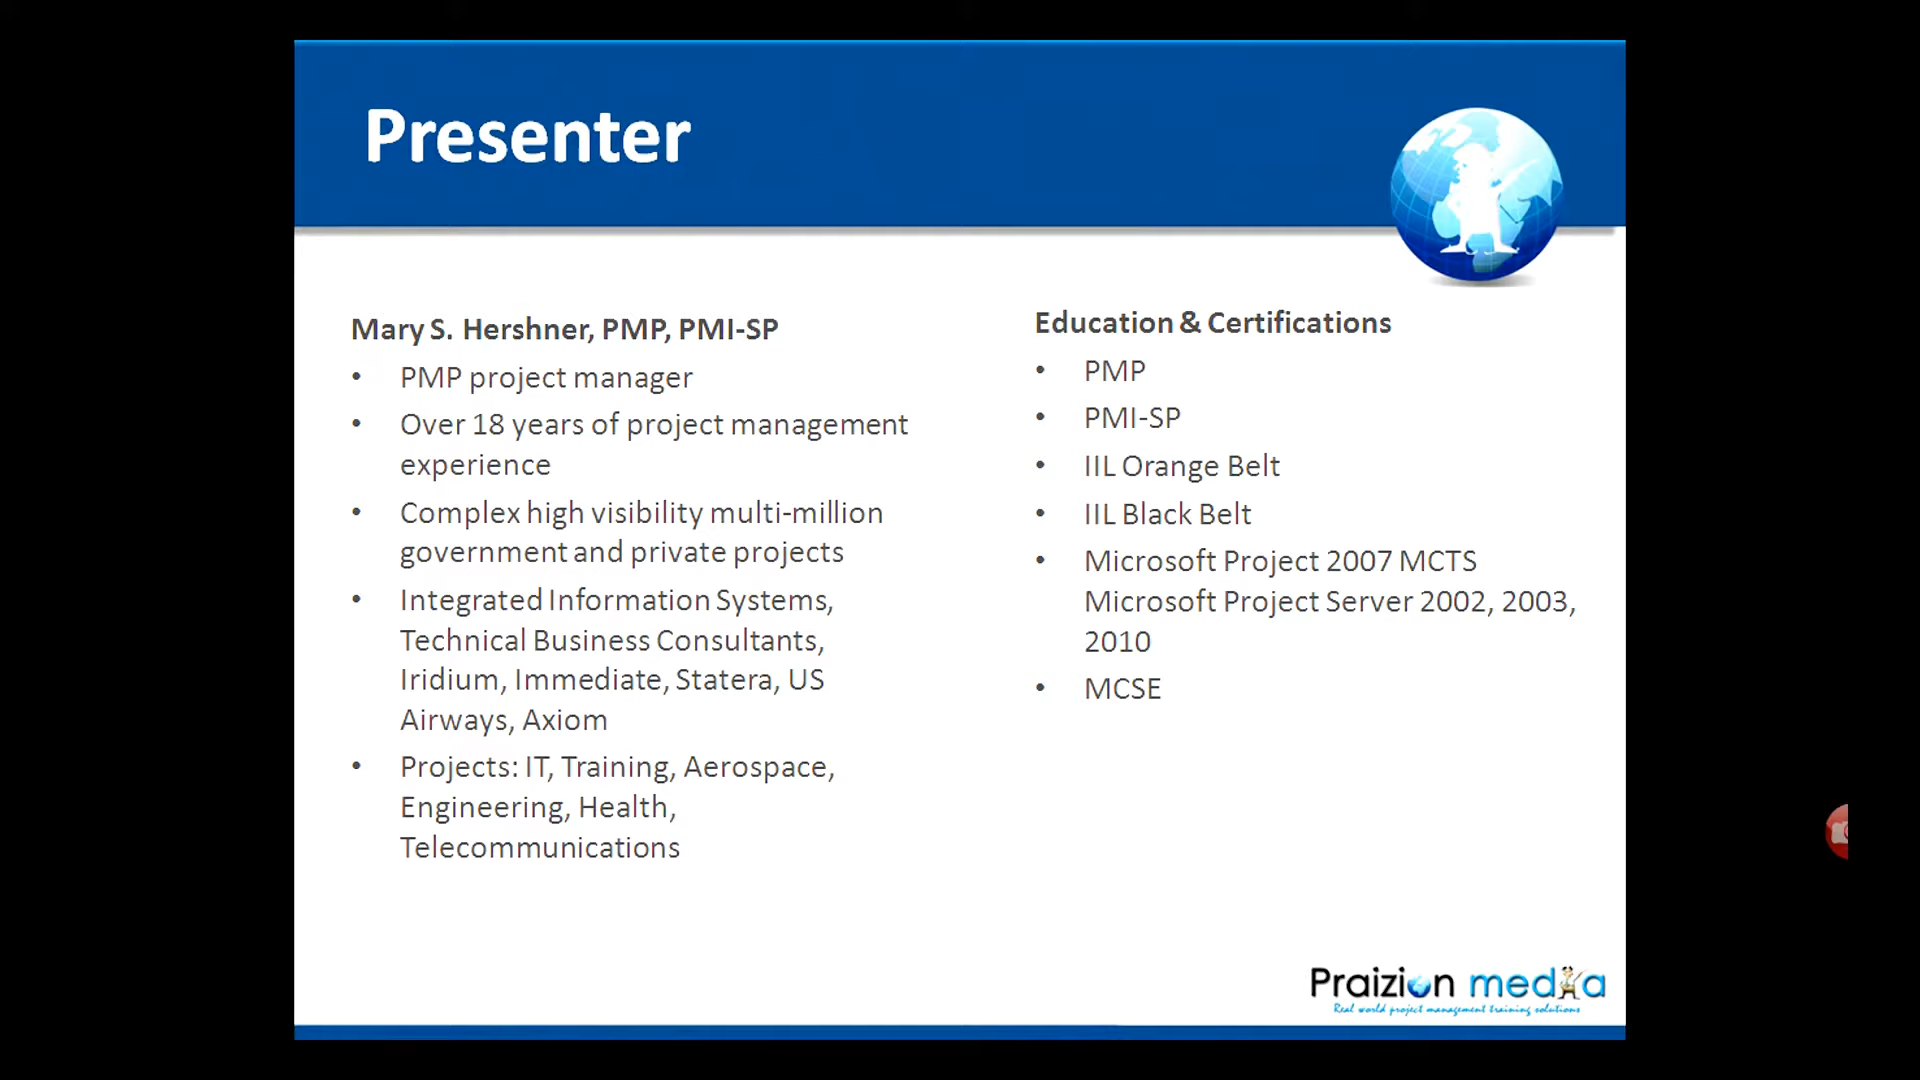 Presenter
Mary S. Hershner, PMP, PMI-SP
• PMP project manager
• Over 18 years of project management
experience
• Complex high visibility multi-million
government and private projects
• Integrated Information Systems,
Technical Business Consultants,
Iridium, Immediate, Statera, US
Airways, Axiom
• Projects: IT, Training, Aerospace,
Engineering, Health,
Telecommunications
Education & Certifications
• PMP
• PMI-SP
• IIL Orange Belt
• IIL Black Belt
• Microsoft Project 2007 MCTS
Microsoft Project Server 2002, 2003,
2010
• MCSE
Praizion media
Real world project management training solutions